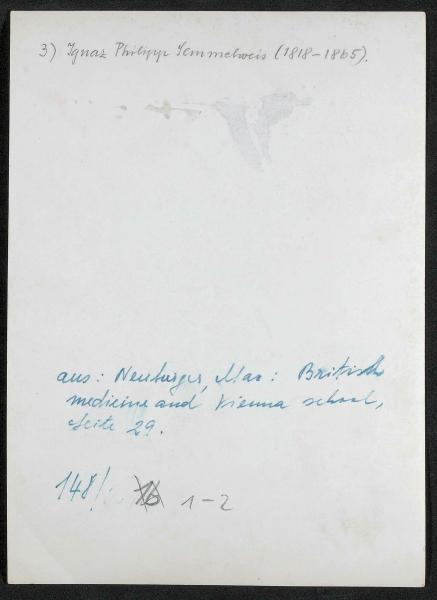 3) Ignaz Philipp Semmelweis (1818-1865).
aus: Neuburger, Max: British
medicine and Vienna school,
Seite 29.
148/ 1-2